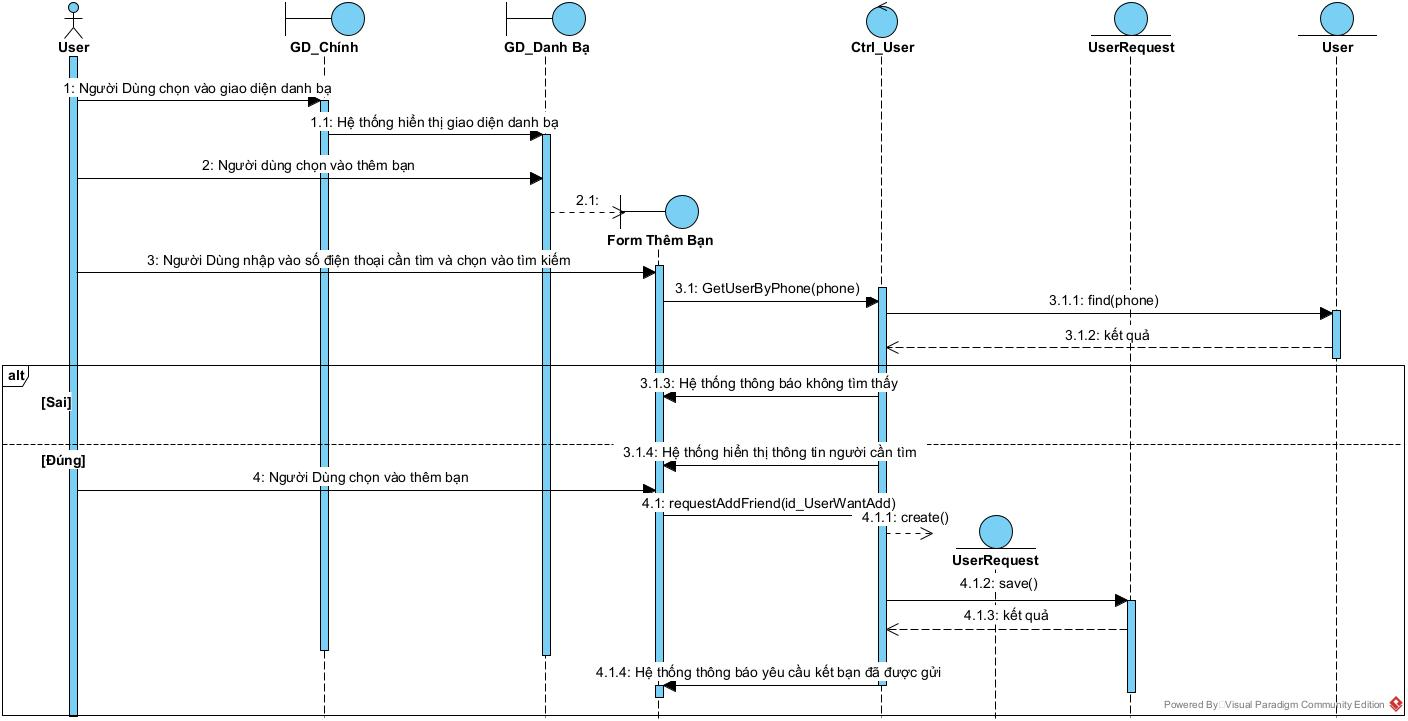 User
GD_Chính
GD_Danh Bạ
Ctrl_User
UserRequest
User
1: Người Dùng chọn vào giao diện danh bạ
1.1: Hệ thống hiển thị giao diện danh bạ
2: Người dùng chọn vào thêm bạn
2.1:
Form Thêm Bạn
3: Người Dùng nhập vào số điện thoại cần tìm và chọn vào tìm kiếm
3.1: GetUserByPhone(phone)
3.1.1: find(phone)
3.1.2: kết quả
alt
3.1.3: Hệ thống thông báo không tìm thấy
[Sai]
3.1.4: Hệ thống hiển thị thông tin người cần tìm
[Đúng]
4: Người Dùng chọn vào thêm bạn
4.1: requestAddFriend(id_UserWantAdd)
4.1.1: create()
UserRequest
4.1.2: save()
4.1.3: kết quả
4.1.4: Hệ thống thông báo yêu cầu kết bạn đã được gửi
Powered By Visual Paradigm Community Edition